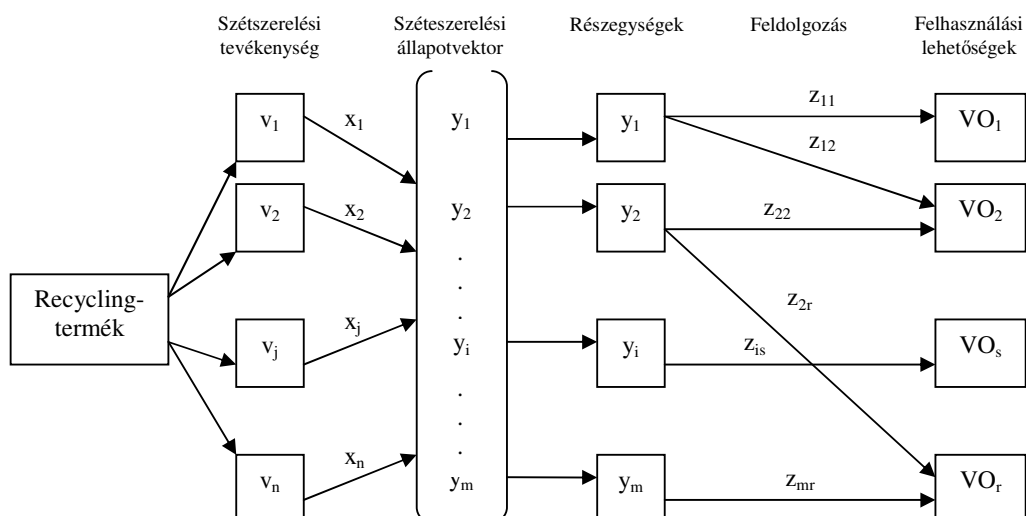 Szétszerelési
tevékenység
Széteszerelési
állapotvektor
Részegységek
Feldolgozás
Felhasználási
lehetőségek
v₁
x₁
y₁
y₁
z₁₁
VO₁
z₁₂
v₂
x₂
y₂
y₂
z₂₂
VO₂
Recycling-
termék
z₂ᵣ
vⱼ
xⱼ
yᵢ
yᵢ
zᵢₛ
VOₛ
vₙ
xₙ
yₘ
yₘ
zₘᵣ
VOᵣ